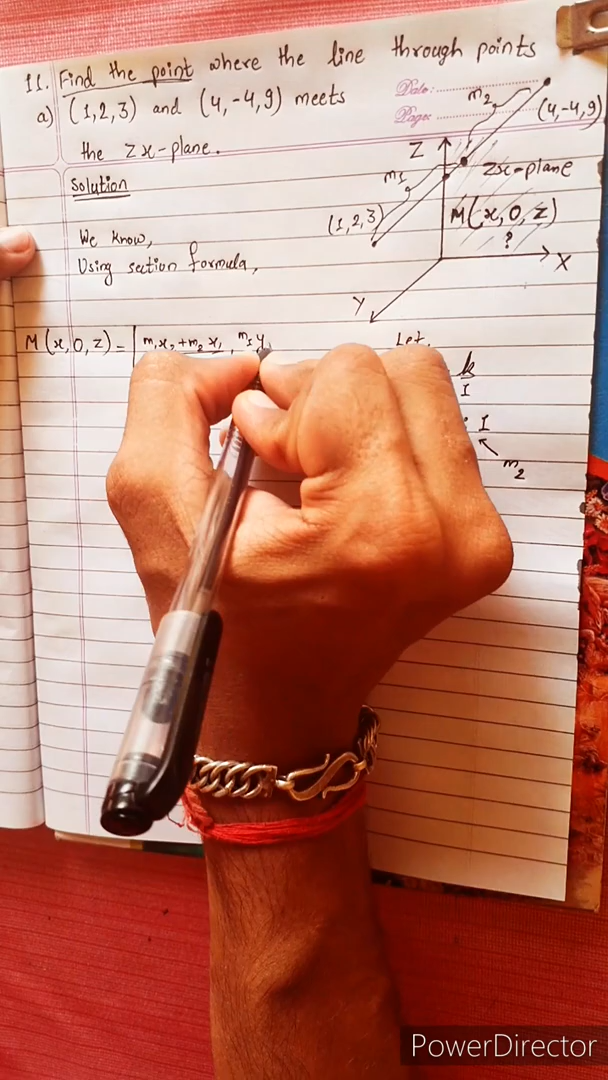 11. Find the point where the line through points
a) (1,2,3) and (4,-4,9) meets
the zx-plane.
Date:
Page:
m2
(4,-4,9)
Z
zx-plane
m1
(1,2,3)
M(x,0,z)
?
X
Y
Solution
We know,
Using section formula,
M(x,0,z) = [m1x2+m2x1, m1y
Let,
k
1
: 1
m2
PowerDirector